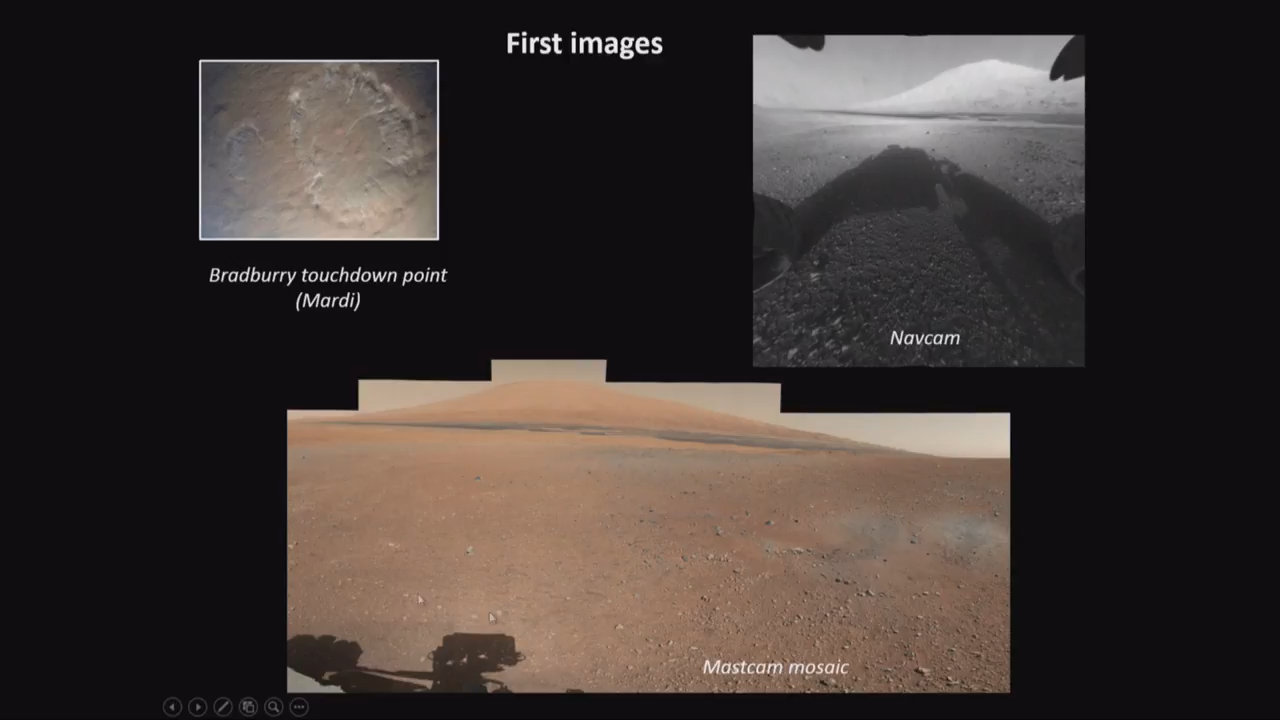 First images
Bradburry touchdown point
(Mardi)
Navcam
Mastcam mosaic